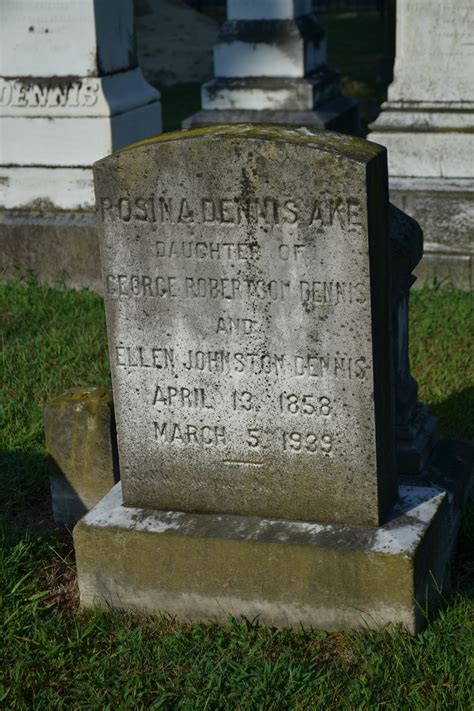 DENNIS
ROSINA DENNIS AKE
DAUGHTER OF
GEORGE ROBERTSON DENNIS
AND
ELLEN JOHNSTON DENNIS
APRIL 13. 1858.
MARCH 5. 1939.